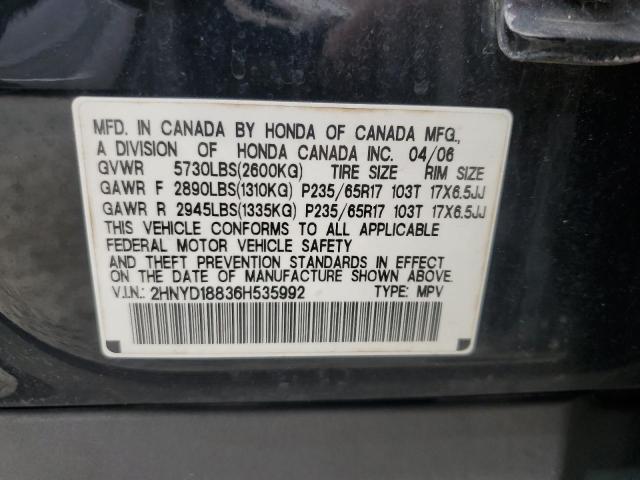 MFD. IN CANADA BY HONDA OF CANADA MFG.,
A DIVISION OF HONDA CANADA INC. 04/06
GVWR 5730LBS(2600KG) TIRE SIZE RIM SIZE
GAWR F 2890LBS(1310KG) P235/65R17 103T 17X6.5JJ
GAWR R 2945LBS(1335KG) P235/65R17 103T 17X6.5JJ
THIS VEHICLE CONFORMS TO ALL APPLICABLE
FEDERAL MOTOR VEHICLE SAFETY
AND THEFT PREVENTION STANDARDS IN EFFECT
ON THE DATE OF MANUFACTURE SHOWN ABOVE.
V.I.N.: 2HNYD18836H535992 TYPE: MPV